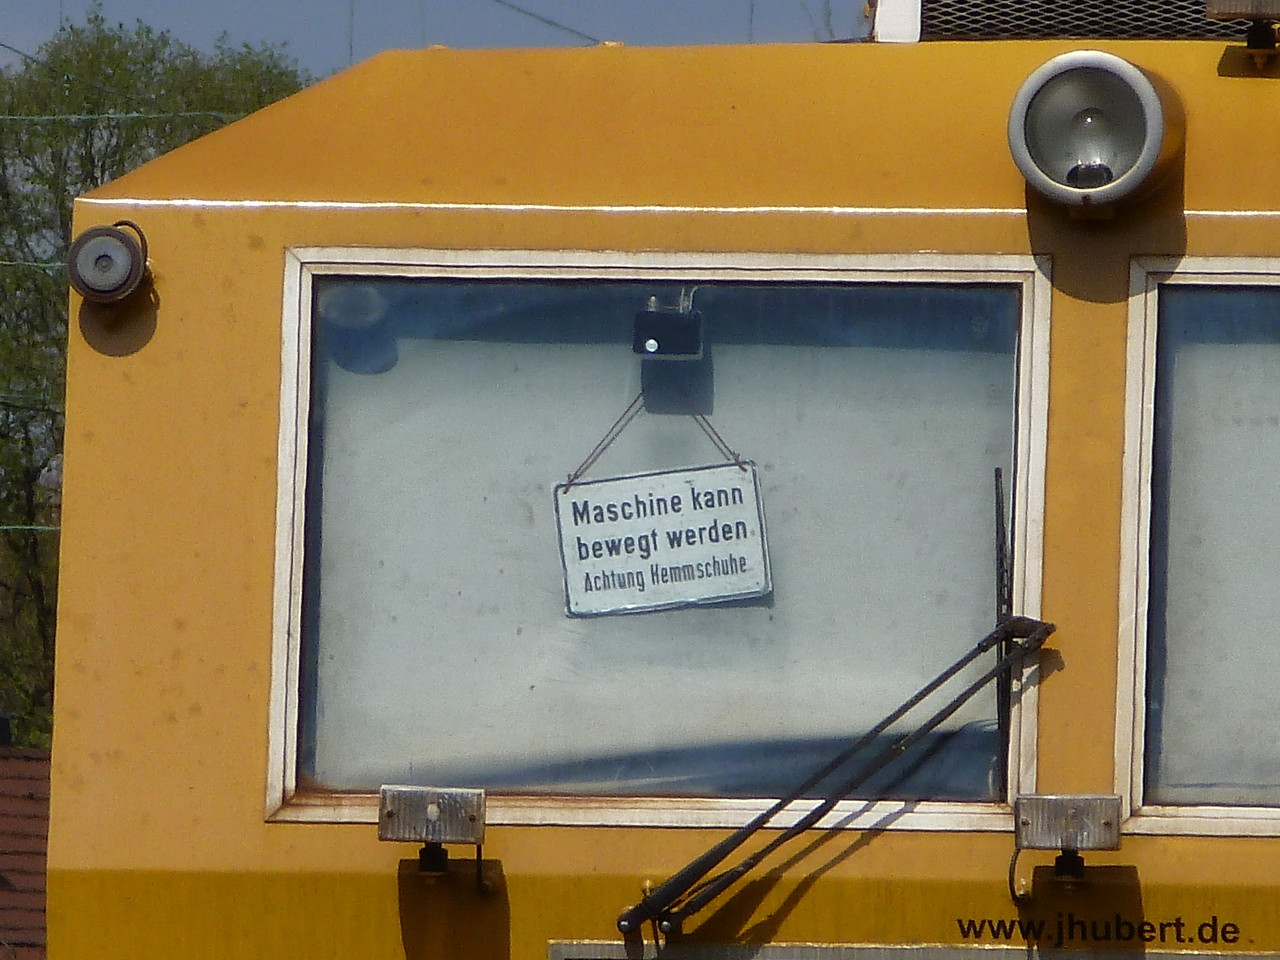 Maschine kann
bewegt werden
Achtung Hemmschuhe
www.jhubert.de